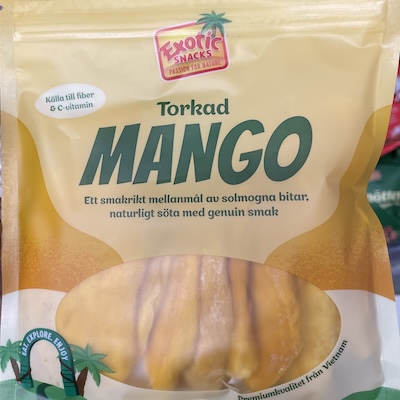 Exotic
SNACKS
PASSION FOR NATURE
Källa till fiber
& C-vitamin
Torkad
MANGO
Ett smakrikt mellanmål av solmogna bitar,
naturligt söta med genuin smak
EAT, EXPLORE, ENJOY
Premiumkvalitet från Vietnam